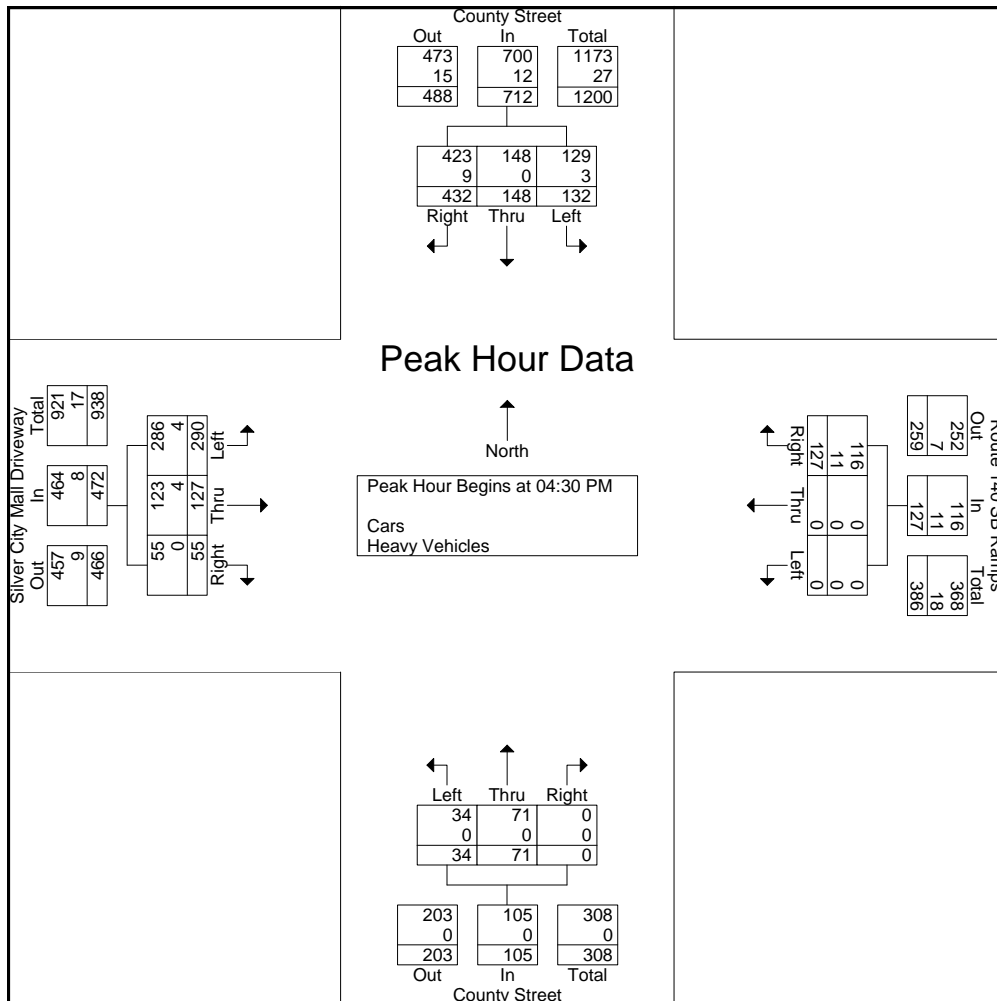 County Street
Out In Total
473 700 1173
15 12 27
488 712 1200
423 148 129
9 0 3
432 148 132
Right Thru Left
Peak Hour Data
North
Peak Hour Begins at 04:30 PM
Cars
Heavy Vehicles
Silver City Mall Driveway
Out In Total
457 464 921
9 8 17
466 472 938
286 123 55
4 4 0
290 127 55
Left Thru Right
Route 140 SB Ramps
Out In Total
252 116 368
7 11 18
259 127 386
116 0 0
11 0 0
127 0 0
Right Thru Left
Left Thru Right
34 71 0
0 0 0
34 71 0
203 105 308
0 0 0
203 105 308
Out In Total
County Street